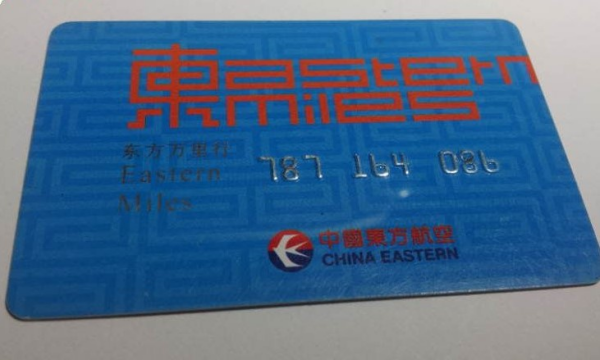 東astern
miles
东方万里行
Eastern
Miles
787 164 086
中國東方航空
CHINA EASTERN